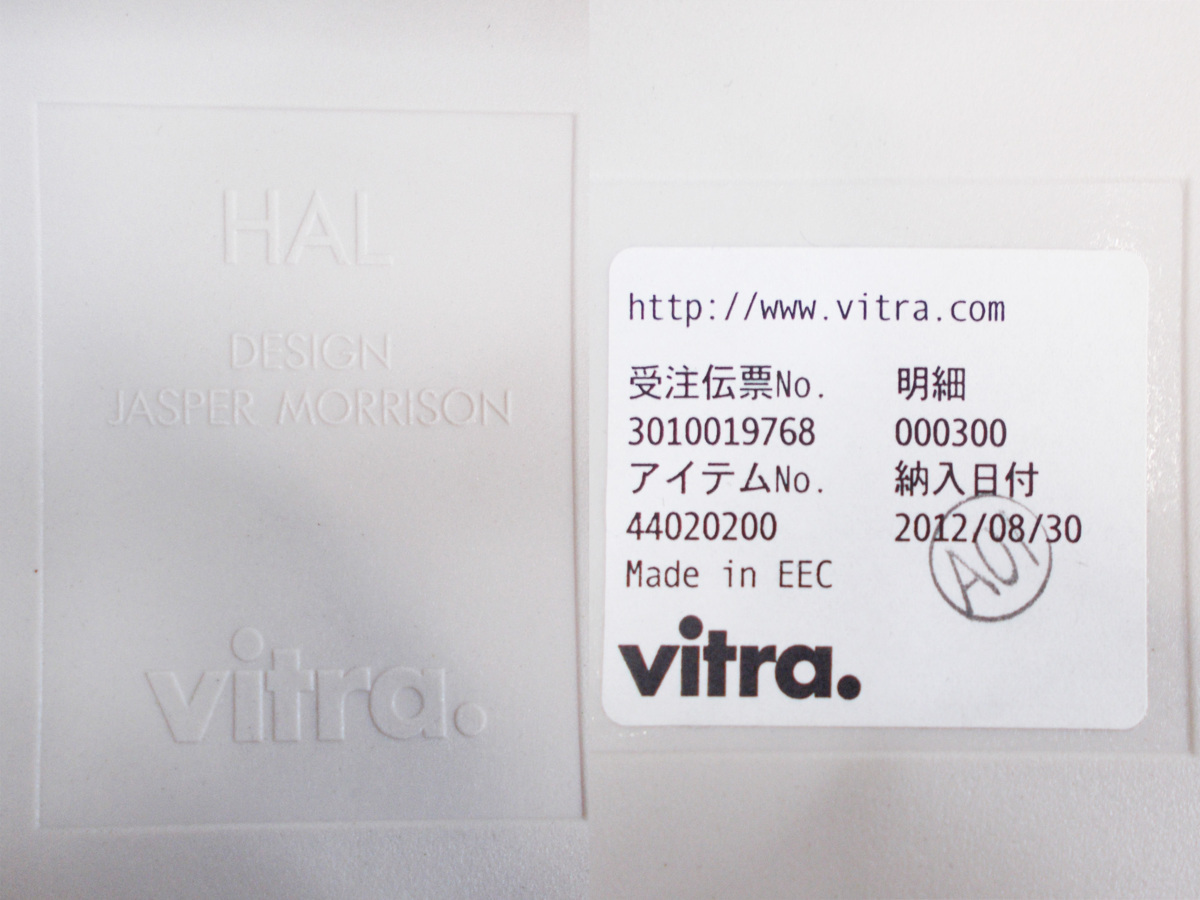 HAL
DESIGN
JASPER MORRISON
vitra.
http://www.vitra.com
受注伝票No. 明細
3010019768 000300
アイテムNo. 納入日付
44020200 2012/08/30
Made in EEC
vitra.